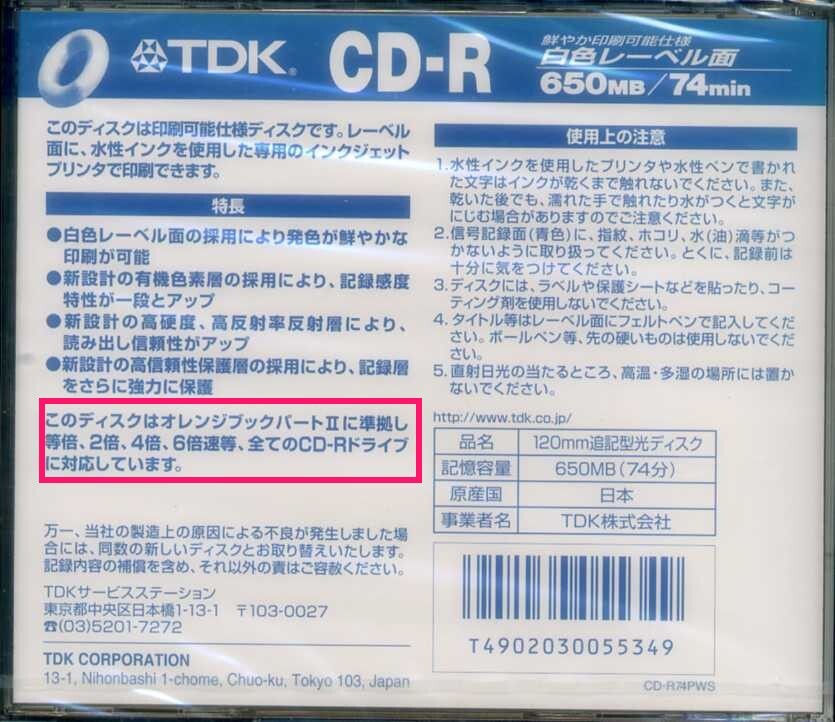 TDK®
CD-R
鮮やか印刷可能仕様
白色レーベル面
650MB/74min
このディスクは印刷可能仕様ディスクです。レーベル
面に、水性インクを使用した専用のインクジェット
プリンタで印刷できます。
特長
●白色レーベル面の採用により発色が鮮やかな
印刷が可能
●新設計の有機色素層の採用により、記録感度
特性が一段とアップ
●新設計の高硬度、高反射率反射層により、
読み出し信頼性がアップ
●新設計の高信頼性保護層の採用により、記録層
をさらに強力に保護
このディスクはオレンジブックパートⅡに準拠し
等倍、2倍、4倍、6倍速等、全てのCD-Rドライブ
に対応しています。
万一、当社の製造上の原因による不良が発生しました場
合には、同数の新しいディスクとお取り替えいたします。
記録内容の補償を含め、それ以外の責はご容赦ください。
TDKサービスステーション
東京都中央区日本橋1-13-1 〒103-0027
☎(03)5201-7272
TDK CORPORATION
13-1, Nihonbashi 1-chome, Chuo-ku, Tokyo 103, Japan
使用上の注意
1.水性インクを使用したプリンタや水性ペンで書かれ
た文字はインクが乾くまで触れないでください。また、
乾いた後でも、濡れた手で触れたり水がつくと文字が
にじむ場合がありますのでご注意ください。
2.信号記録面(青色)に、指紋、ホコリ、水(油)滴等がつ
かないように取り扱ってください。とくに、記録前は
十分に気をつけてください。
3.ディスクには、ラベルや保護シートなどを貼ったり、コー
ティング剤を使用しないでください。
4.タイトル等はレーベル面にフェルトペンで記入してくだ
さい。ボールペン等、先の硬いものは使用しないでくだ
さい。
5.直射日光の当たるところ、高温・多湿の場所には置か
ないでください。
http://www.tdk.co.jp/
品名 120mm追記型光ディスク
記憶容量 650MB(74分)
原産国 日本
事業者名 TDK株式会社
T4902030055349
CD-R74PWS